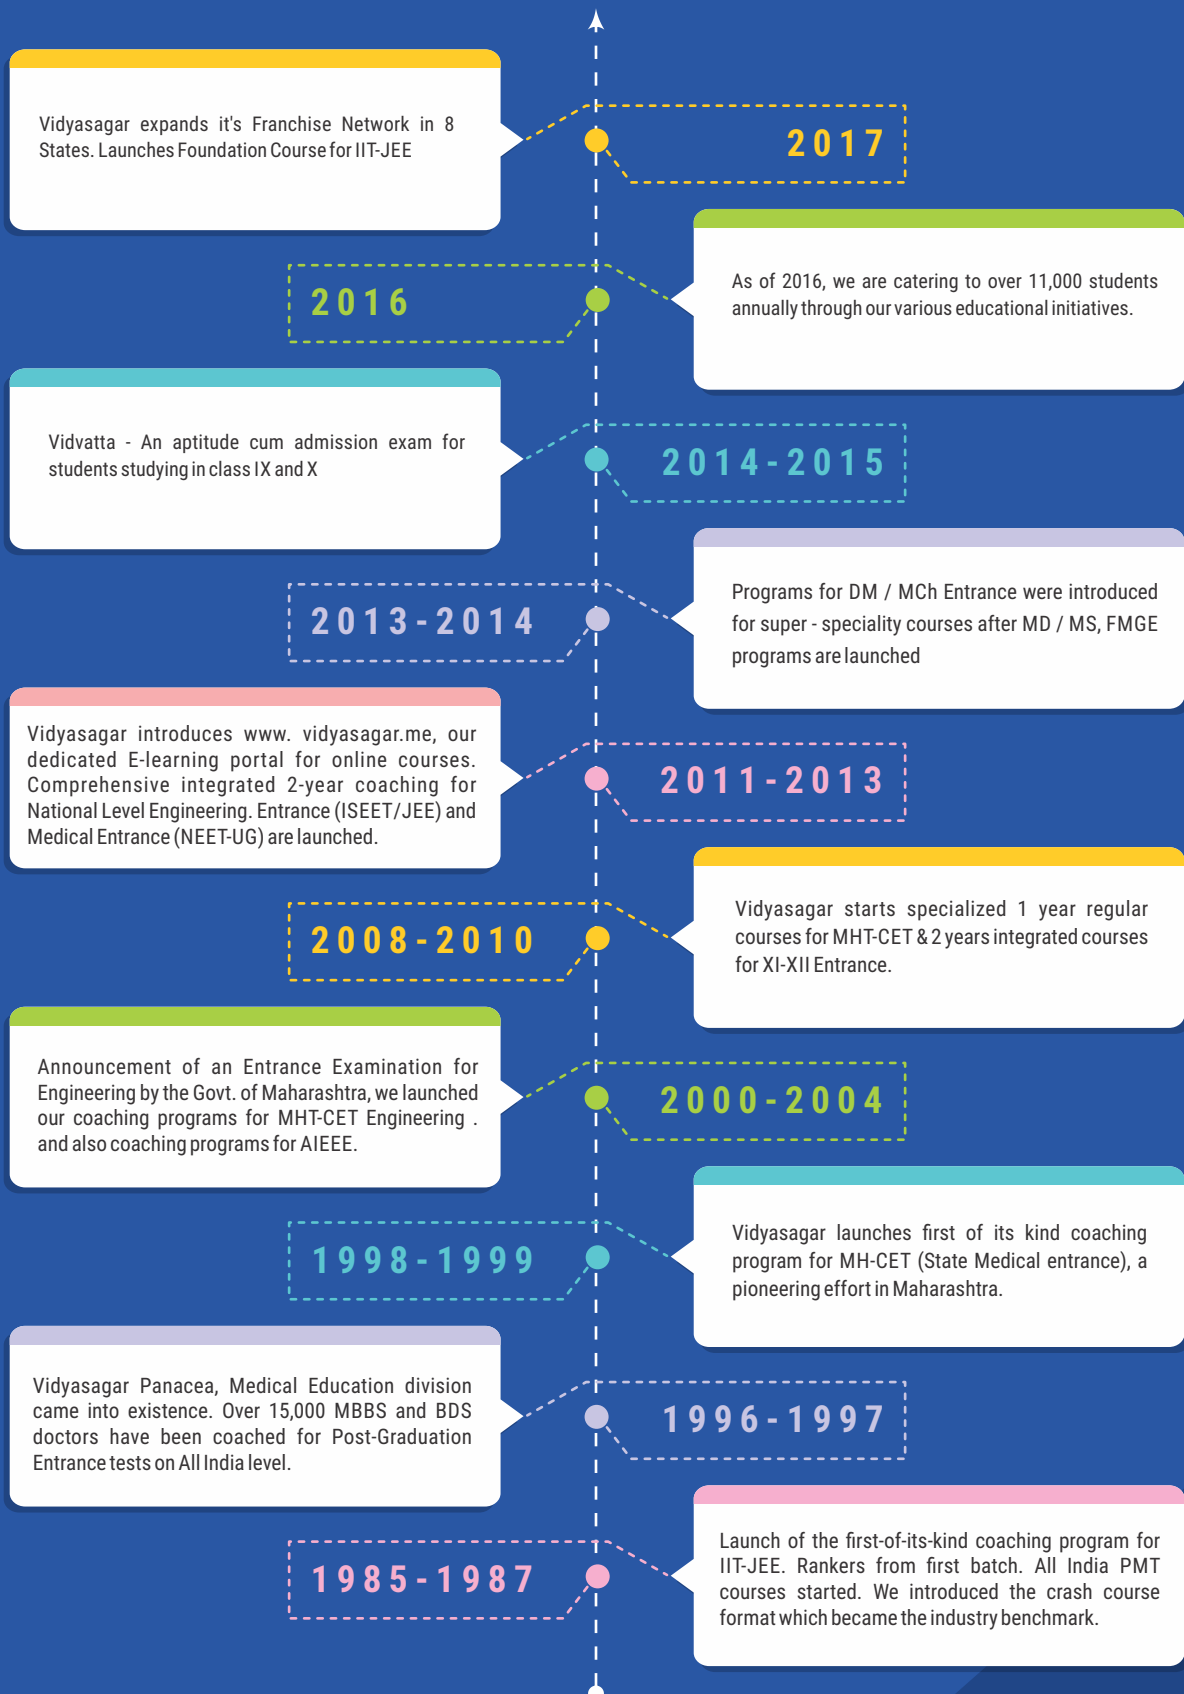 Vidyasagar expands it's Franchise Network in 8
States. Launches Foundation Course for IIT-JEE
2017
As of 2016, we are catering to over 11,000 students
annually through our various educational initiatives.
2016
Vidvatta - An aptitude cum admission exam for
students studying in class IX and X
2014-2015
Programs for DM / MCh Entrance were introduced
for super - speciality courses after MD / MS, FMGE
programs are launched
2013-2014
Vidyasagar introduces www. vidyasagar.me, our
dedicated E-learning portal for online courses.
Comprehensive integrated 2-year coaching for
National Level Engineering. Entrance (ISEET/JEE) and
Medical Entrance (NEET-UG) are launched.
2011-2013
Vidyasagar starts specialized 1 year regular
courses for MHT-CET & 2 years integrated courses
for XI-XII Entrance.
2008-2010
Announcement of an Entrance Examination for
Engineering by the Govt. of Maharashtra, we launched
our coaching programs for MHT-CET Engineering .
and also coaching programs for AIEEE.
2000-2004
Vidyasagar launches first of its kind coaching
program for MH-CET (State Medical entrance), a
pioneering effort in Maharashtra.
1998-1999
Vidyasagar Panacea, Medical Education division
came into existence. Over 15,000 MBBS and BDS
doctors have been coached for Post-Graduation
Entrance tests on All India level.
1996-1997
Launch of the first-of-its-kind coaching program for
IIT-JEE. Rankers from first batch. All India PMT
courses started. We introduced the crash course
format which became the industry benchmark.
1985-1987